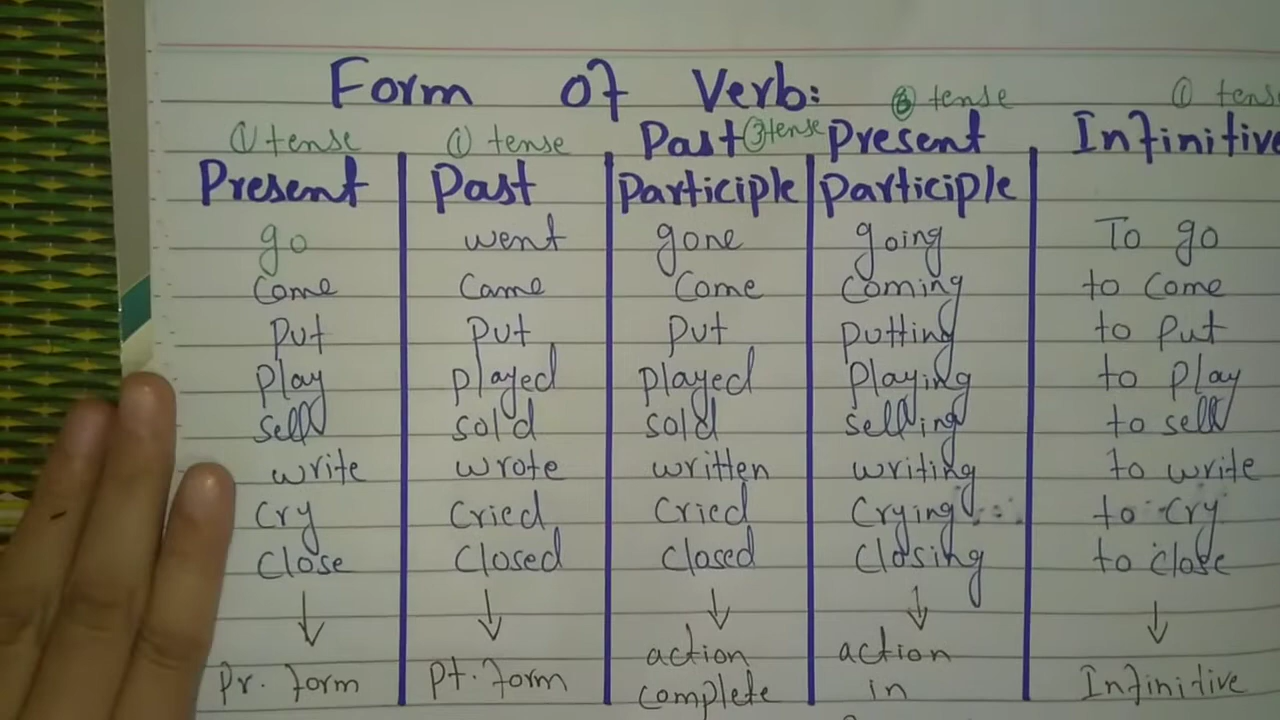 Form of Verb:
① tense ① tense ③ tense ⑥ tense ① tens
Present Past Past Participle Present Participle Infinitive
go went gone going To go
Come Came Come Coming to Come
Put Put Put Putting to Put
Play Played Played Playing to Play
sell sold sold selling to sell
write wrote written writing to write
Cry Cried Cried Crying to Cry
Close Closed Closed Closing to close
Pr. form Pt. form action complete action in Infinitive